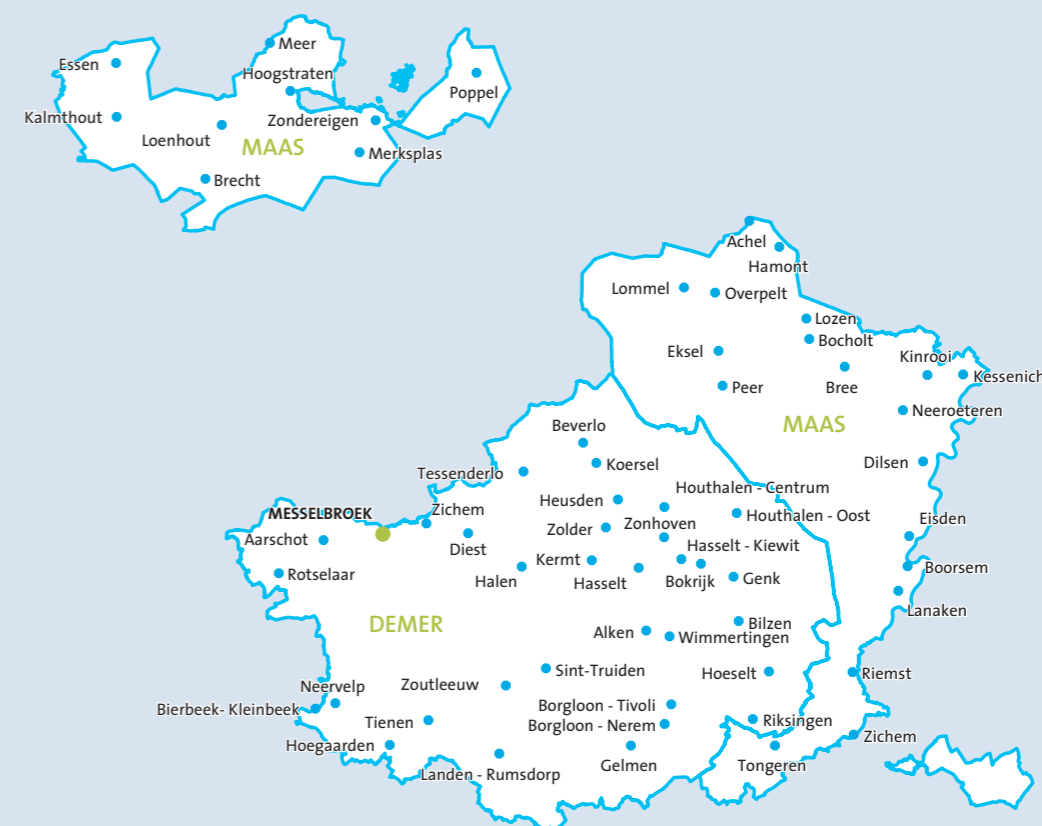 Meer
Essen
Hoogstraten
Poppel
Kalmthout
Zondereigen
Loenhout
MAAS
Merksplas
Brecht
Achel
Hamont
Lommel
Overpelt
Lozen
Bocholt
Eksel
Kinrooi
Kessenich
Peer
Bree
Neeroeteren
MAAS
Beverlo
Dilsen
Koersel
Tessenderlo
Houthalen - Centrum
Heusden
Zichem
MESSELBROEK
Houthalen - Oost
Eisden
Zonhoven
Zolder
Aarschot
Diest
Hasselt - Kiewit
Kermt
Boorsem
Rotselaar
Halen
Hasselt
Bokrijk
Genk
Lanaken
DEMER
Bilzen
Alken
Wimmertingen
Sint-Truiden
Hoeselt
Riemst
Neervelp
Zoutleeuw
Bierbeek- Kleinbeek
Borgloon - Tivoli
Tienen
Borgloon - Nerem
Riksingen
Zichem
Hoegaarden
Gelmen
Tongeren
Landen - Rumsdorp